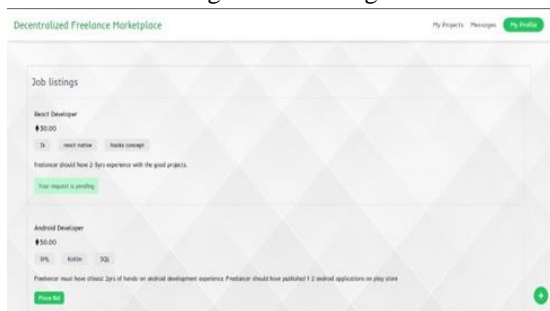 Decentralized Freelance Marketplace
My Projects Messages My Profile
Job listings
React Developer
30.00
Js react native hooks concept
freelancer should have 2-3yrs experience with the good projects.
Your request is pending
Android Developer
50.00
XML Kotlin SQL
Freelancer must have atleast 2yrs of hands on android development experience. Freelancer should have published 1-2 android applications on play store
Place Bid
+